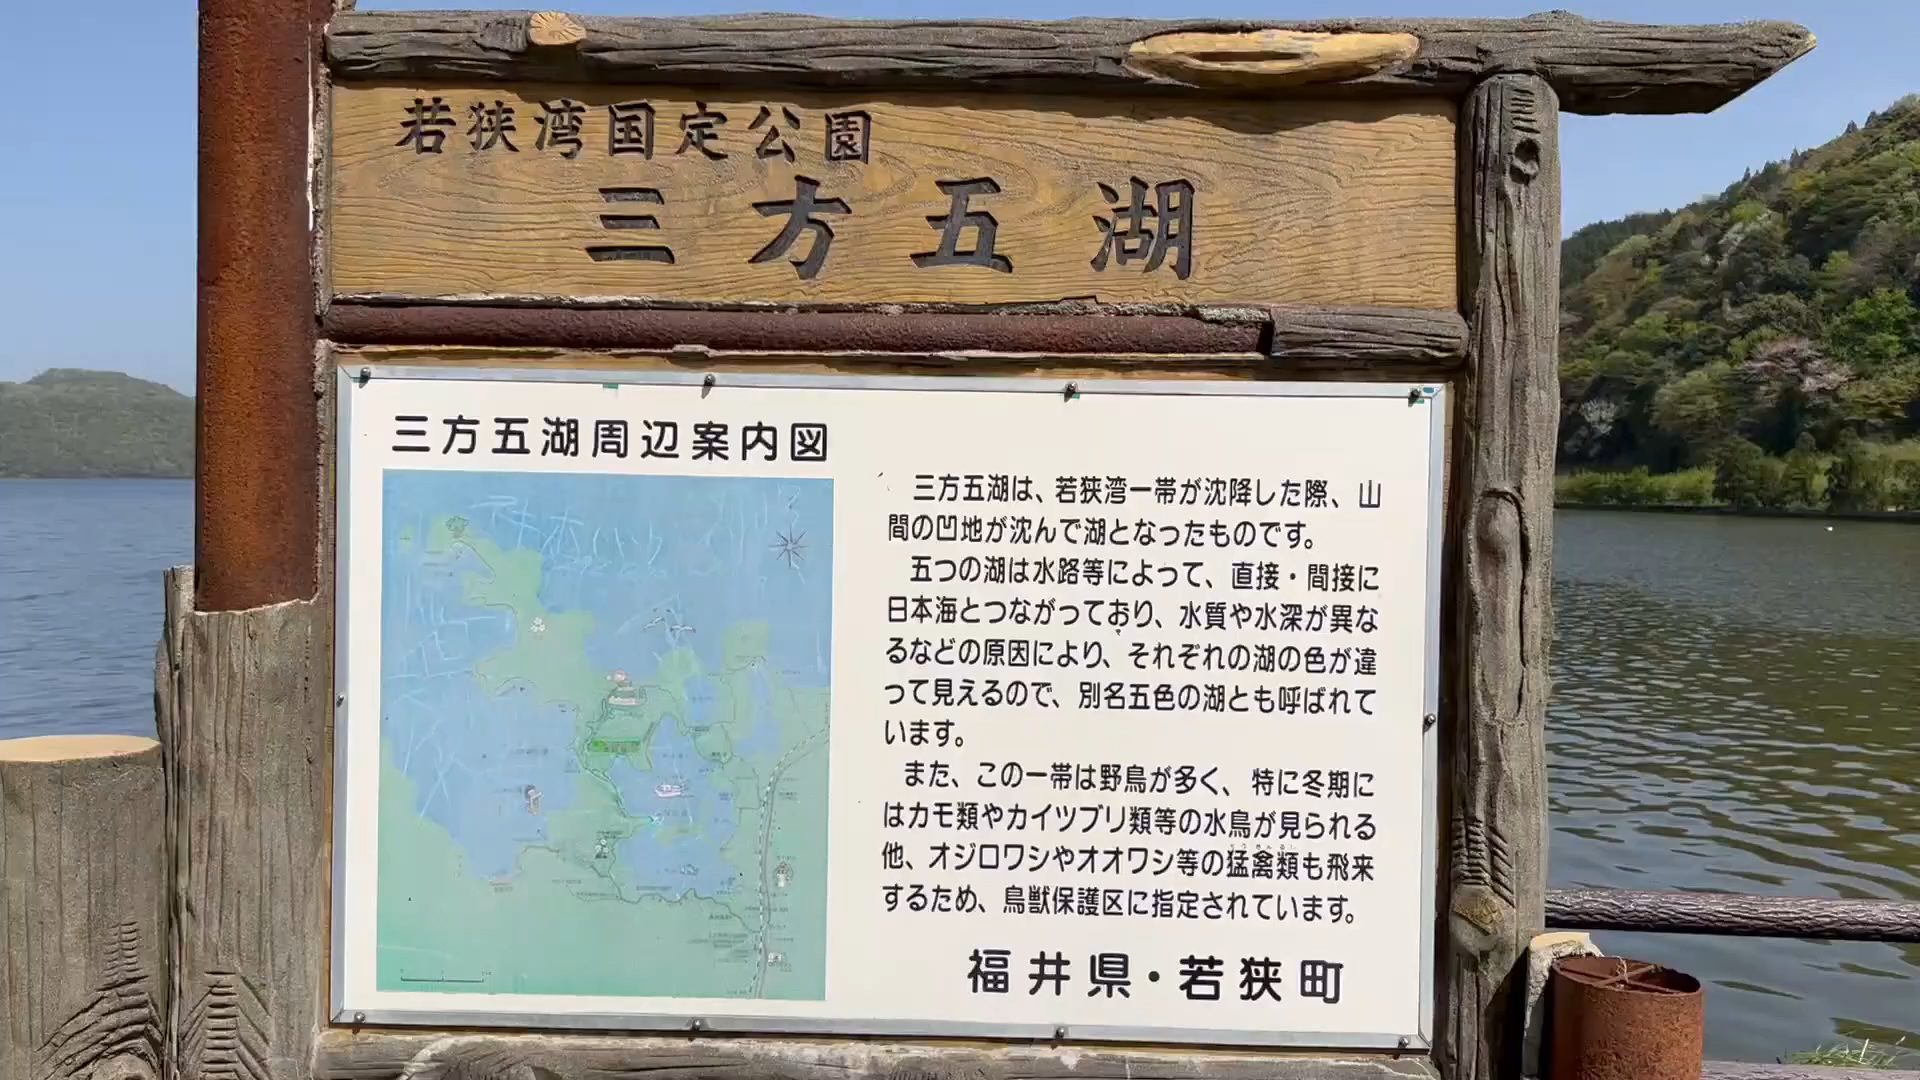 若狭湾国定公園
三方五湖
三方五湖周辺案内図
三方五湖は、若狭湾一帯が沈降した際、山
間の凹地が沈んで湖となったものです。
五つの湖は水路等によって、直接・間接に
日本海とつながっており、水質や水深が異な
るなどの原因により、それぞれの湖の色が違
って見えるので、別名五色の湖とも呼ばれて
います。
また、この一帯は野鳥が多く、特に冬期に
はカモ類やカイツブリ類等の水鳥が見られる
他、オジロワシやオオワシ等の猛禽類も飛来
するため、鳥獣保護区に指定されています。
福井県・若狭町